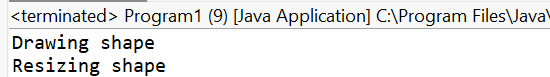 <terminated> Program1 (9) [Java Application] C:\Program Files\Java\
Drawing shape
Resizing shape